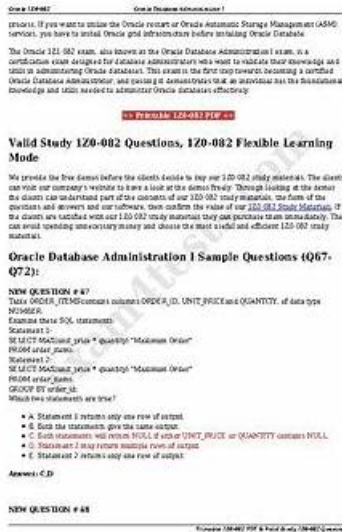 Oracle 1Z0-082
Oracle Database Administration I
process. If you want to utilize the Oracle restart or Oracle Automatic Storage Management (ASM)
services, you have to install Oracle grid infrastructure before installing Oracle Database.
The Oracle 1Z1-082 exam, also known as the Oracle Database Administration I exam, is a
certification exam designed for database administrators who want to validate their knowledge and
skills in administering Oracle databases. This exam is the first step towards becoming a certified
Oracle Database Administrator, and passing it demonstrates that an individual has the foundational
knowledge and skills needed to administer Oracle databases effectively.
>> Printable 1Z0-082 PDF <<
Valid Study 1Z0-082 Questions, 1Z0-082 Flexible Learning
Mode
We provide the free demos before the clients decide to buy our 1Z0-082 study materials. The clients
can visit our company's website to have a look at the demos freely. Through looking at the demos
the clients can understand part of the contents of our 1Z0-082 study materials, the form of the
questions and answers and our software, then confirm the value of our 1Z0-082 Study Materials. If
the clients are satisfied with our 1Z0-082 study materials they can purchase them immediately. They
can avoid spending unnecessary money and choose the most useful and efficient 1Z0-082 study
materials.
Oracle Database Administration I Sample Questions (Q67-
Q72):
NEW QUESTION # 67
Table ORDER_ITEMS contains columns ORDER_ID, UNIT_PRICE and QUANTITY, of data type
NUMBER.
Examine these SQL statements:
Statement 1:
SELECT MAX(unit_price * quantity) "Maximum Order"
FROM order_items;
Statement 2:
SELECT MAX(unit_price * quantity) "Maximum Order"
FROM order_items
GROUP BY order_id;
Which two statements are true?
A. Statement 1 returns only one row of output.
B. Both the statements give the same output.
C. Both statements will return NULL if either UNIT_PRICE or QUANTITY contains NULL.
D. Statement 2 may return multiple rows of output.
E. Statement 2 returns only one row of output.
Answer: C,D
NEW QUESTION # 68